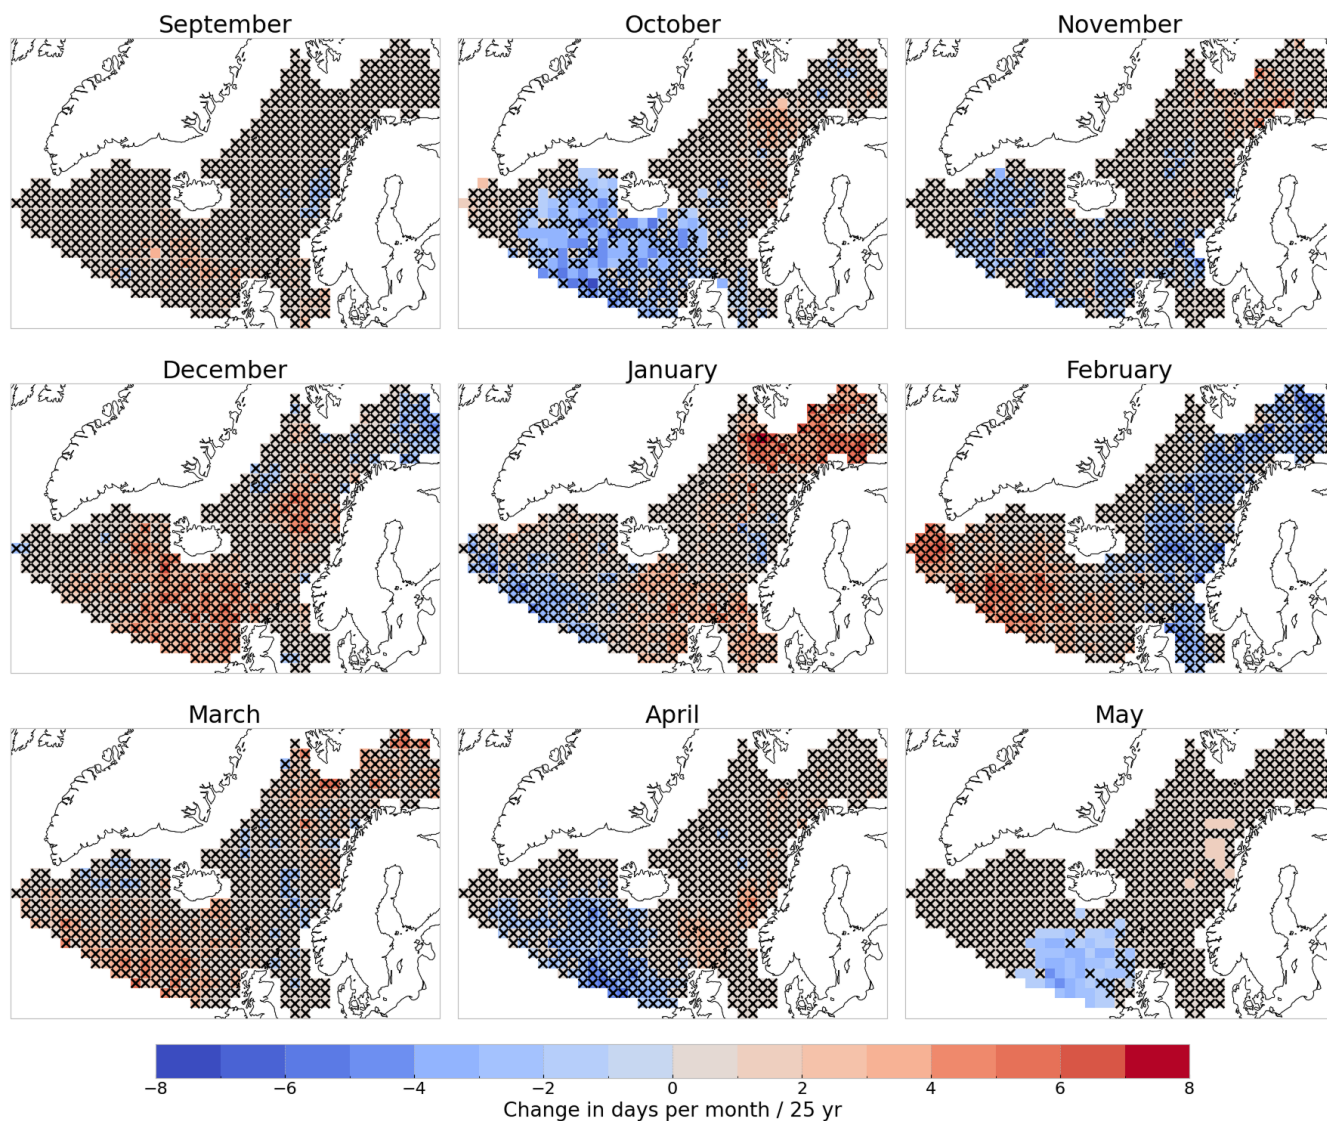 September October November
December January February
March April May
−8 −6 −4 −2 0 2 4 6 8
Change in days per month / 25 yr